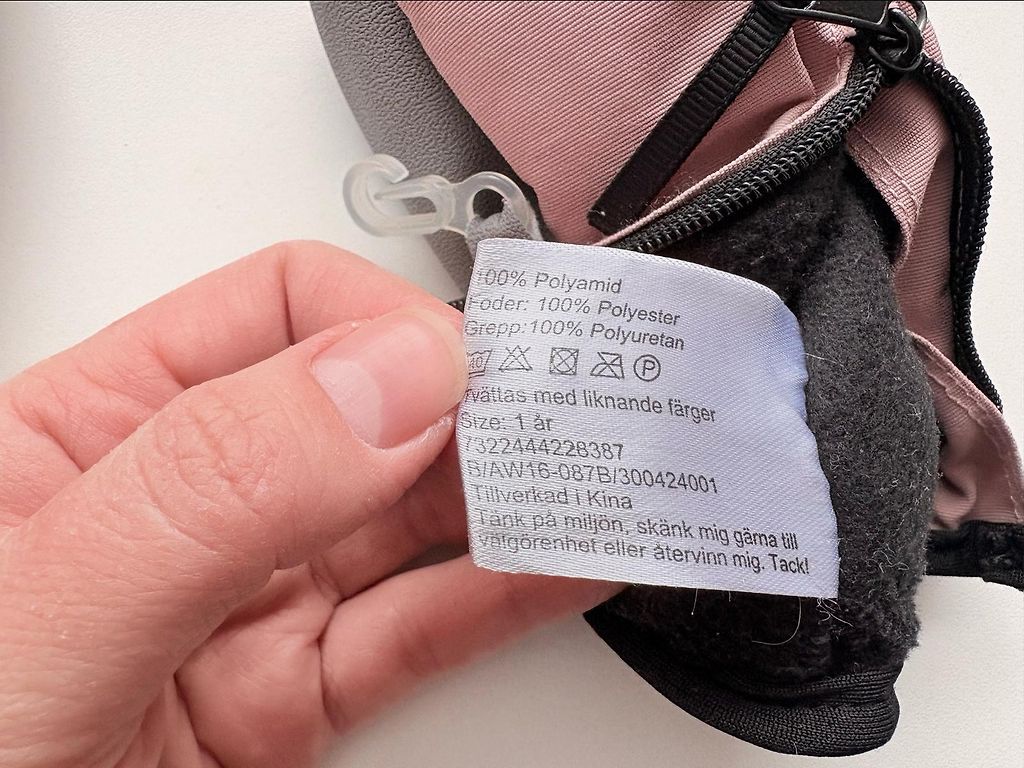 100% Polyamid
Foder: 100% Polyester
Grepp:100% Polyuretan
40 P
Tvättas med liknande färger
Size: 1 år
7322444228387
B/AW16-087B/300424001
Tillverkad i Kina
Tänk på miljön, skänk mig gärna till
välgörenhet eller återvinn mig. Tack!